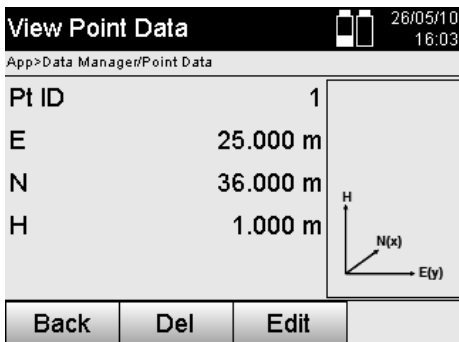 View Point Data
26/05/10
16:03
App>Data Manager/Point Data
Pt ID 1
E 25.000 m
N 36.000 m
H 1.000 m
H
N(x)
E(y)
Back Del Edit